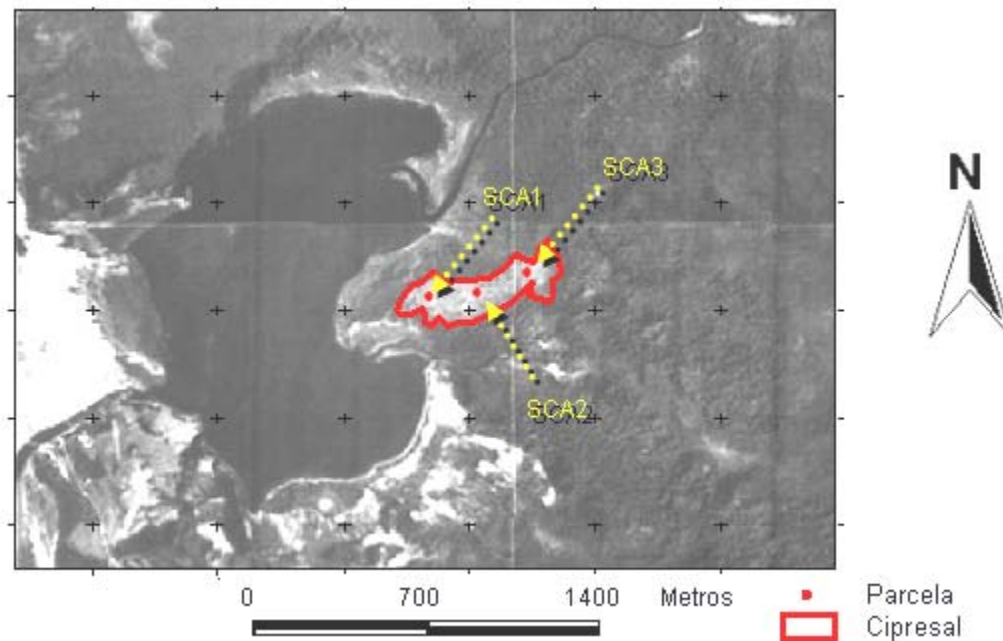 SCA3
SCA1
SCA2
N
0 700 1400 Metros
Parcela
Cipresal